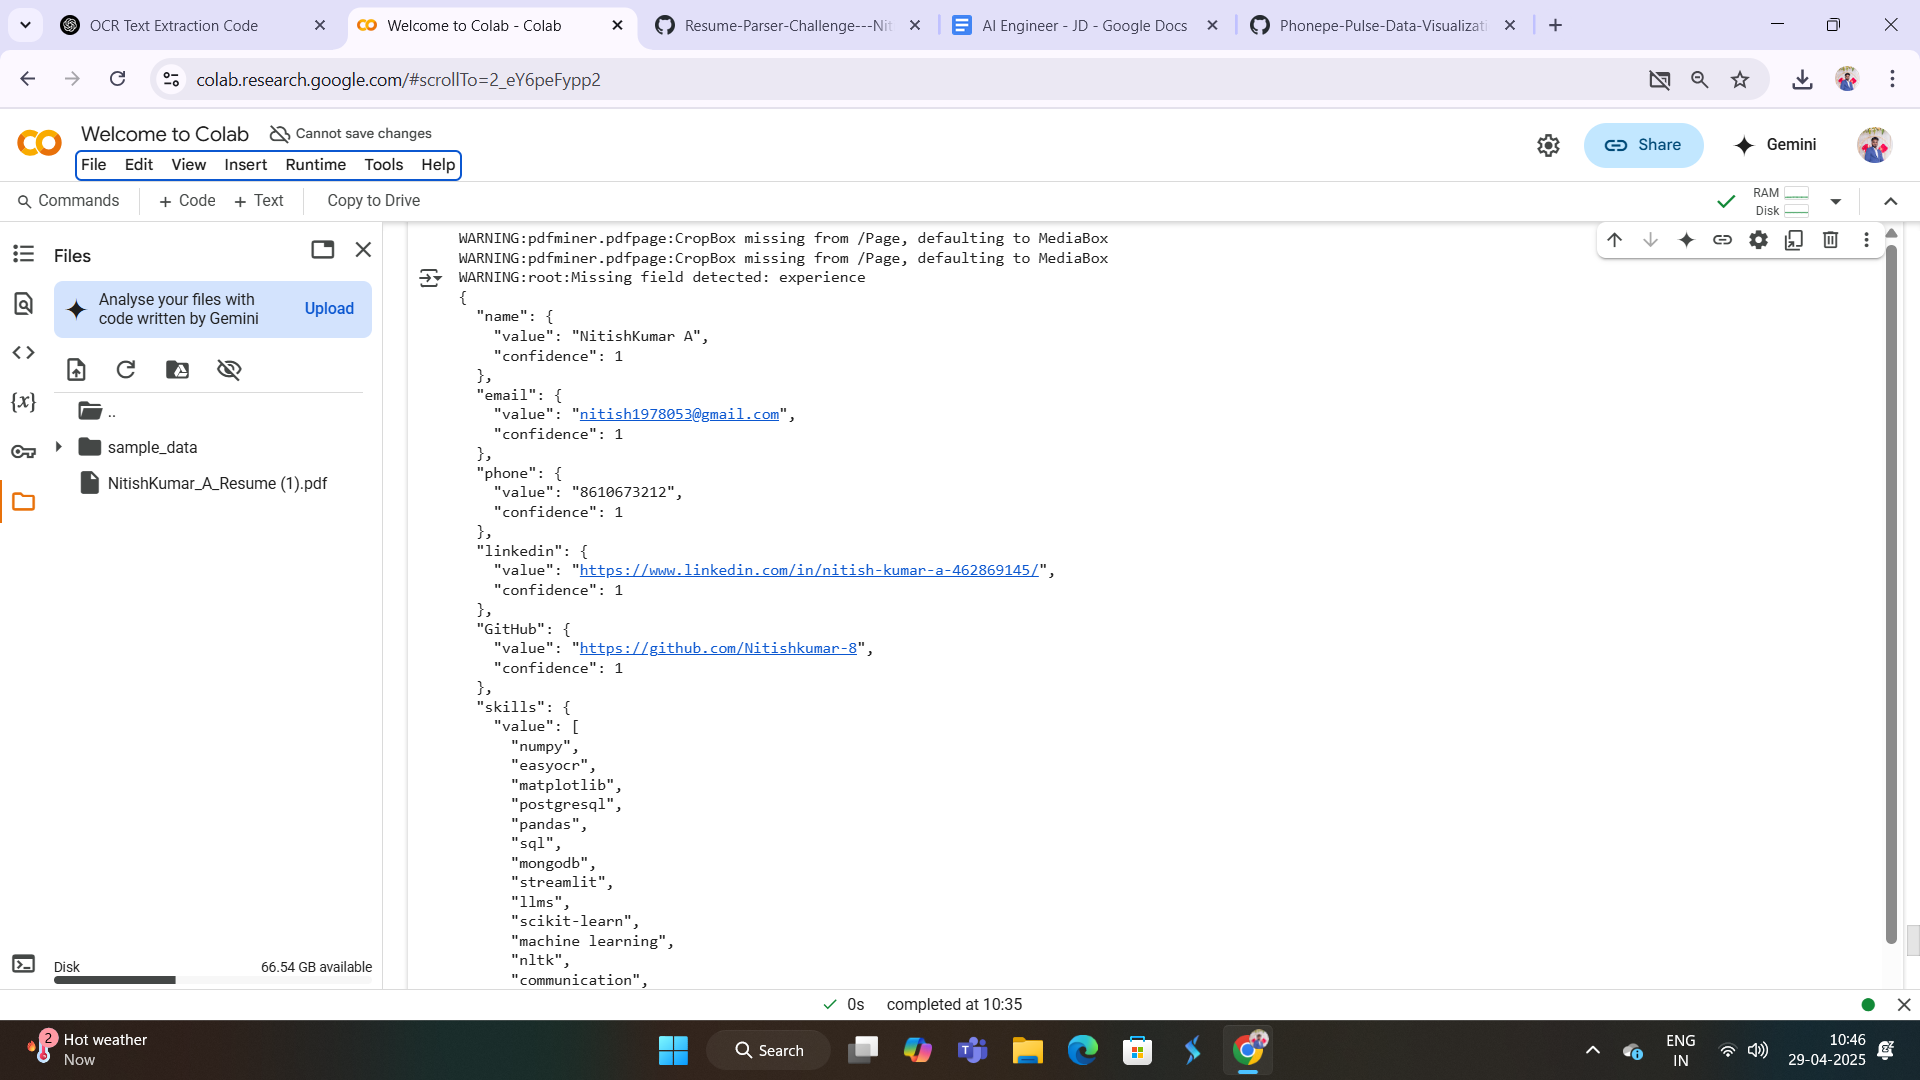 OCR Text Extraction Code
Welcome to Colab - Colab
Resume-Parser-Challenge---Nit
AI Engineer - JD - Google Docs
Phonepe-Pulse-Data-Visualizati
colab.research.google.com/#scrollTo=2_eY6peFypp2
Welcome to Colab
Cannot save changes
File Edit View Insert Runtime Tools Help
Share
Gemini
Commands
+ Code
+ Text
Copy to Drive
RAM
Disk
Files
Analyse your files with
code written by Gemini
Upload
..
sample_data
NitishKumar_A_Resume (1).pdf
Disk
66.54 GB available
WARNING:pdfminer.pdfpage:CropBox missing from /Page, defaulting to MediaBox
WARNING:pdfminer.pdfpage:CropBox missing from /Page, defaulting to MediaBox
WARNING:root:Missing field detected: experience
{
"name": {
"value": "NitishKumar A",
"confidence": 1
},
"email": {
"value": "nitish1978053@gmail.com",
"confidence": 1
},
"phone": {
"value": "8610673212",
"confidence": 1
},
"linkedin": {
"value": "https://www.linkedin.com/in/nitish-kumar-a-462869145/",
"confidence": 1
},
"GitHub": {
"value": "https://github.com/Nitishkumar-8",
"confidence": 1
},
"skills": {
"value": [
"numpy",
"easyocr",
"matplotlib",
"postgresql",
"pandas",
"sql",
"mongodb",
"streamlit",
"llms",
"scikit-learn",
"machine learning",
"nltk",
"communication",
0s completed at 10:35
2
Hot weather
Now
Search
ENG
IN
10:46
29-04-2025